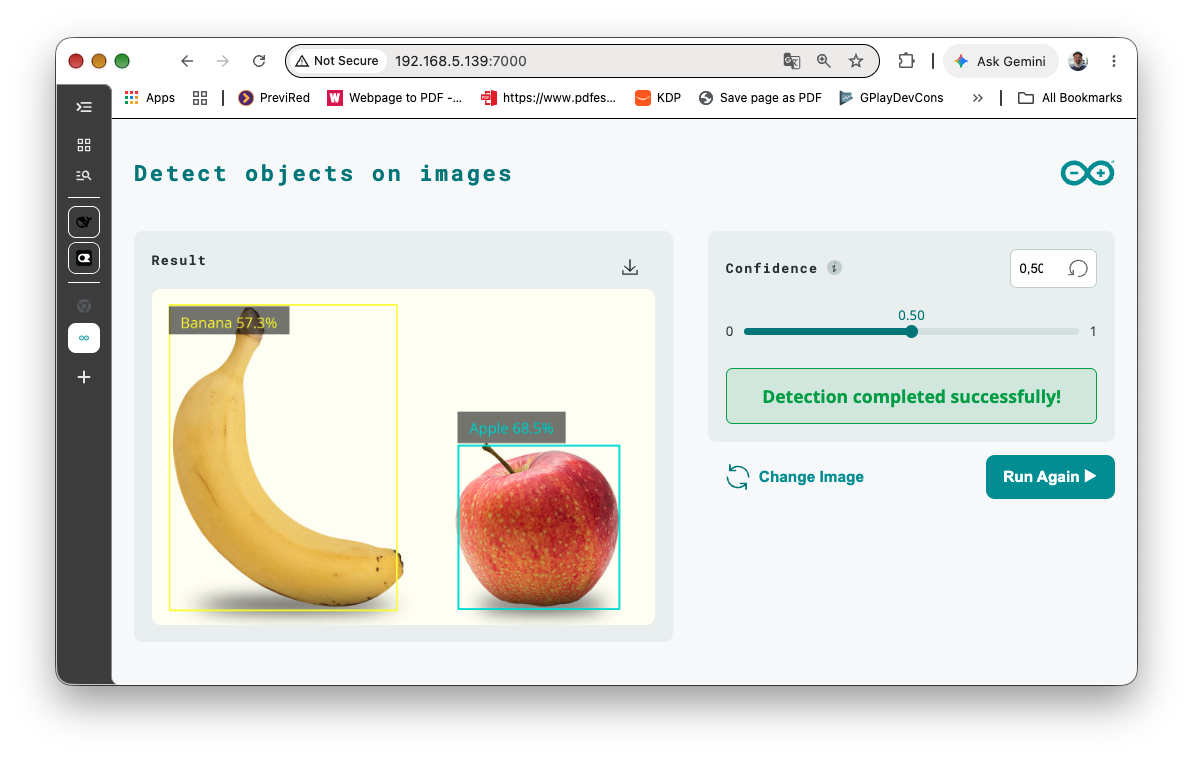 Not Secure
192.168.5.139:7000
Ask Gemini
Apps
PreviRed
Webpage to PDF -...
https://www.pdfes...
KDP
Save page as PDF
GPlayDevCons
All Bookmarks
Detect objects on images
Result
Banana 57.3%
Apple 68.5%
Confidence i
0,50
0.50
0
1
Detection completed successfully!
Change Image
Run Again